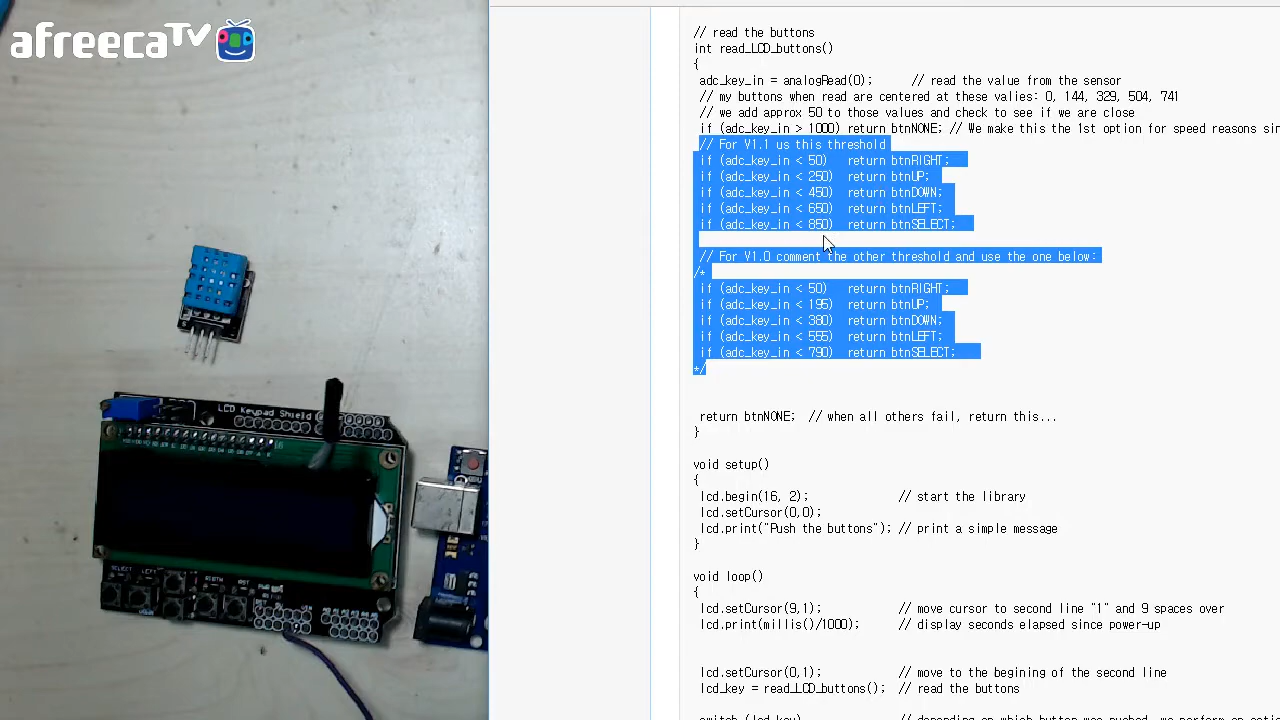 afreecaTV
// read the buttons
int read_LCD_buttons()
{
adc_key_in = analogRead(0); // read the value from the sensor
// my buttons when read are centered at these valies: 0, 144, 329, 504, 741
// we add approx 50 to those values and check to see if we are close
if (adc_key_in > 1000) return btnNONE; // We make this the 1st option for speed reasons sin
// For V1.1 us this threshold
if (adc_key_in < 50) return btnRIGHT;
if (adc_key_in < 250) return btnUP;
if (adc_key_in < 450) return btnDOWN;
if (adc_key_in < 650) return btnLEFT;
if (adc_key_in < 850) return btnSELECT;
// For V1.0 comment the other threshold and use the one below:
/*
if (adc_key_in < 50) return btnRIGHT;
if (adc_key_in < 195) return btnUP;
if (adc_key_in < 380) return btnDOWN;
if (adc_key_in < 555) return btnLEFT;
if (adc_key_in < 790) return btnSELECT;
*/
return btnNONE; // when all others fail, return this...
}
void setup()
{
lcd.begin(16, 2); // start the library
lcd.setCursor(0,0);
lcd.print("Push the buttons"); // print a simple message
}
void loop()
{
lcd.setCursor(9,1); // move cursor to second line "1" and 9 spaces over
lcd.print(millis()/1000); // display seconds elapsed since power-up
lcd.setCursor(0,1); // move to the begining of the second line
lcd_key = read_LCD_buttons(); // read the buttons
LCD Keypad Shield
SELECT LEFT
RIGTH RST